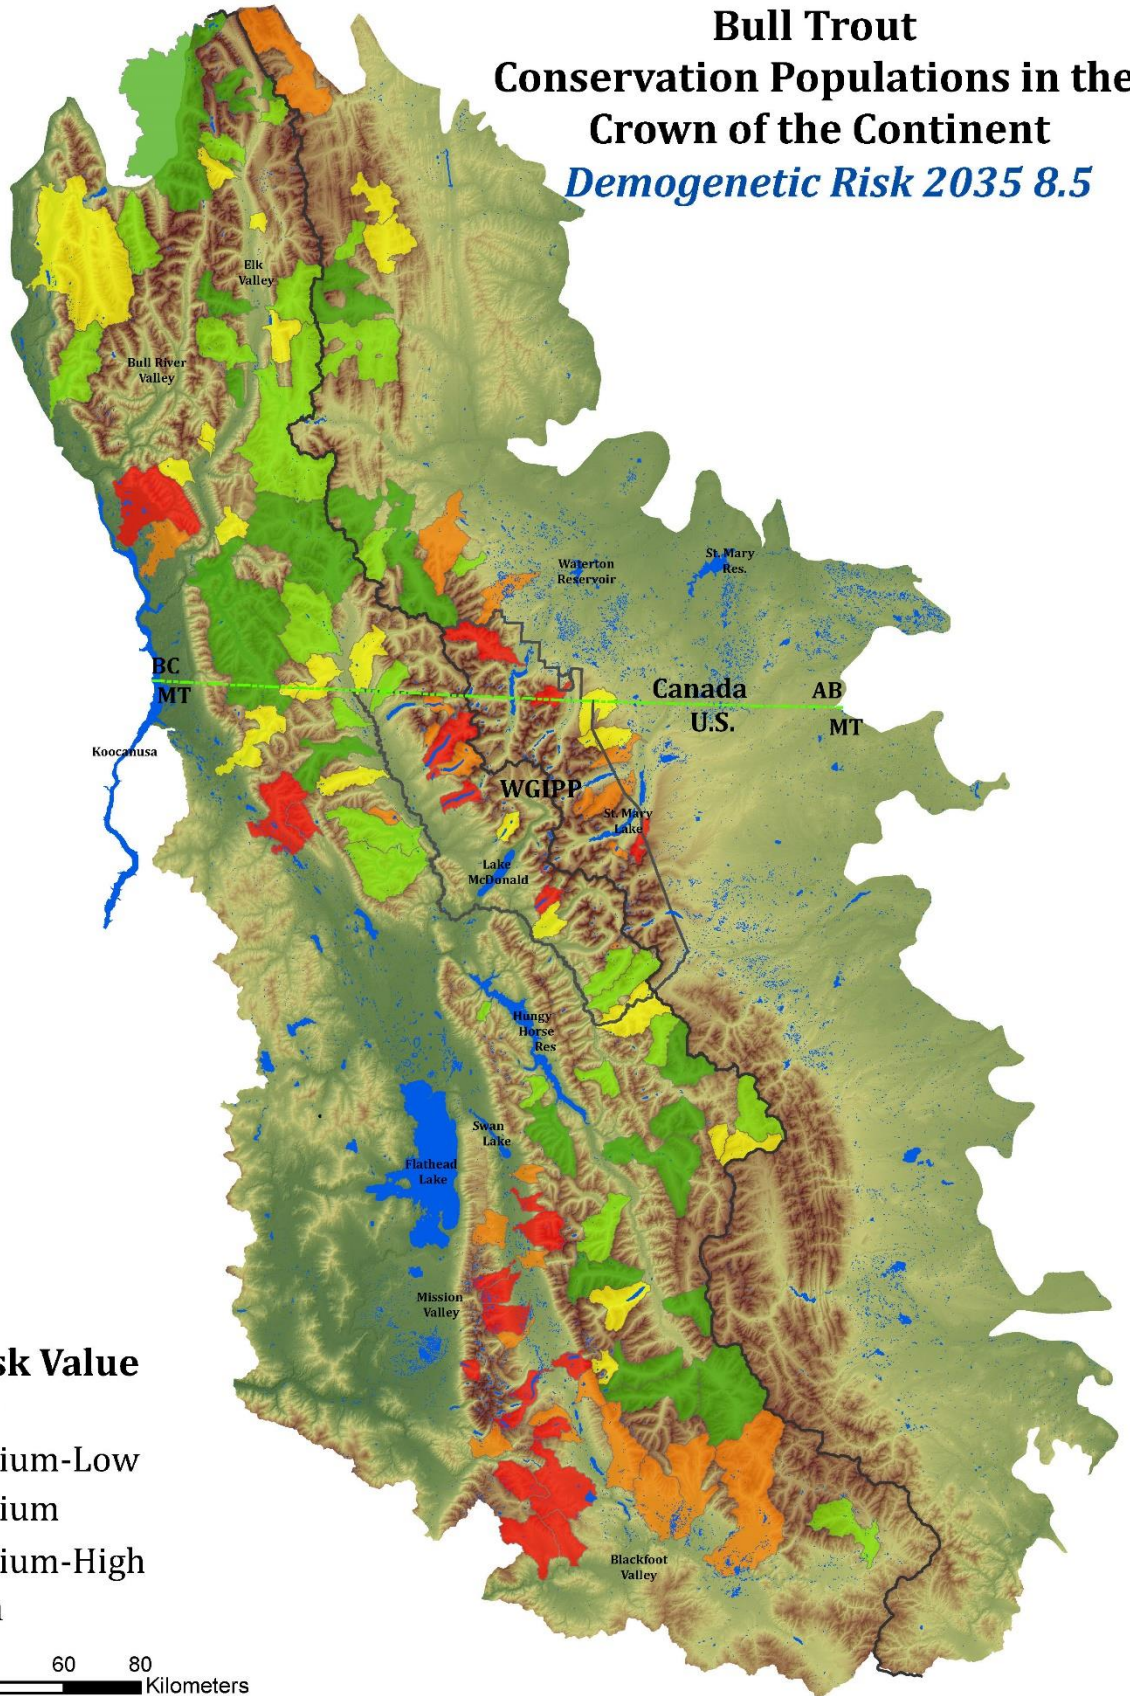 Bull Trout
Conservation Populations in the
Crown of the Continent
Demogenetic Risk 2035 8.5
Elk
Valley
Bull River
Valley
Waterton
Reservoir
St. Mary
Res.
BC
MT
Canada
U.S.
AB
MT
Koocanusa
WGIPP
St. Mary
Lake
Lake
McDonald
Hungy
Horse
Res
Swan
Lake
Flathead
Lake
Mission
Valley
sk Value
ium-Low
ium
ium-High
Blackfoot
Valley
60 80
Kilometers